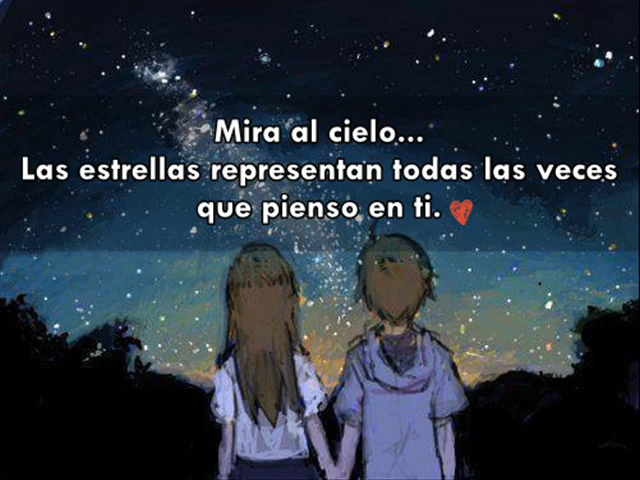 Mira al cielo...
Las estrellas representan todas las veces
que pienso en ti.